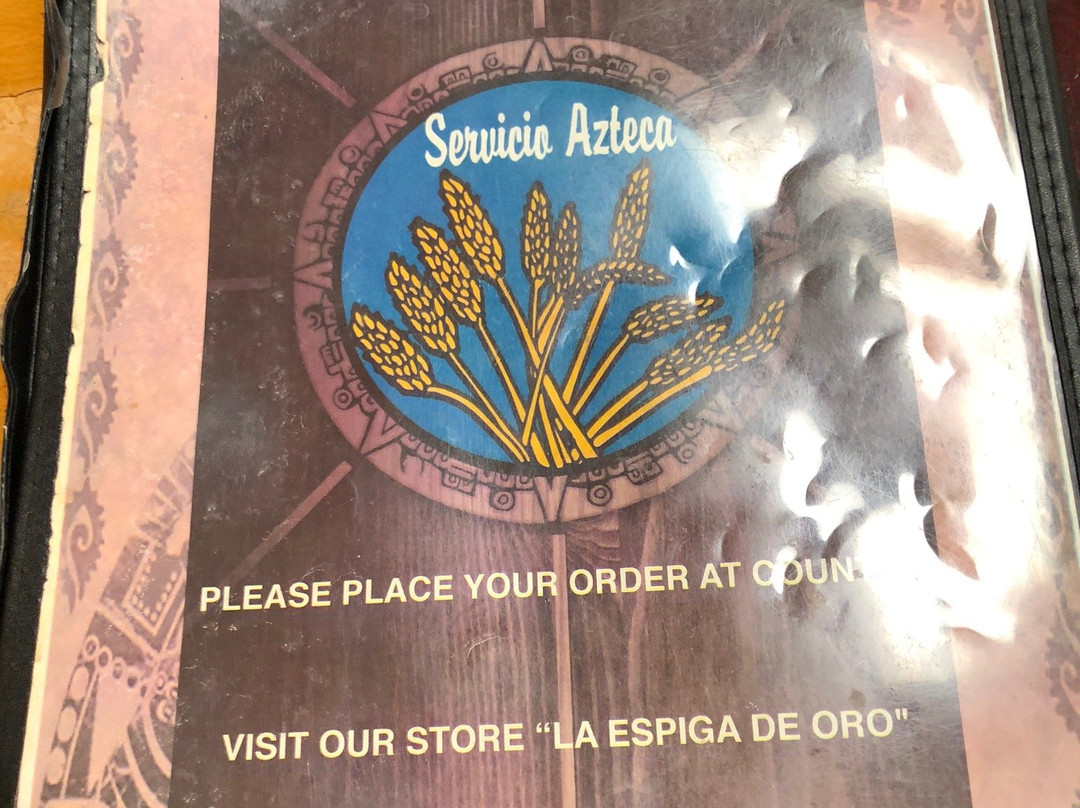 Servicio Azteca
PLEASE PLACE YOUR ORDER AT
VISIT OUR STORE “LA ESPIGA DE ORO"